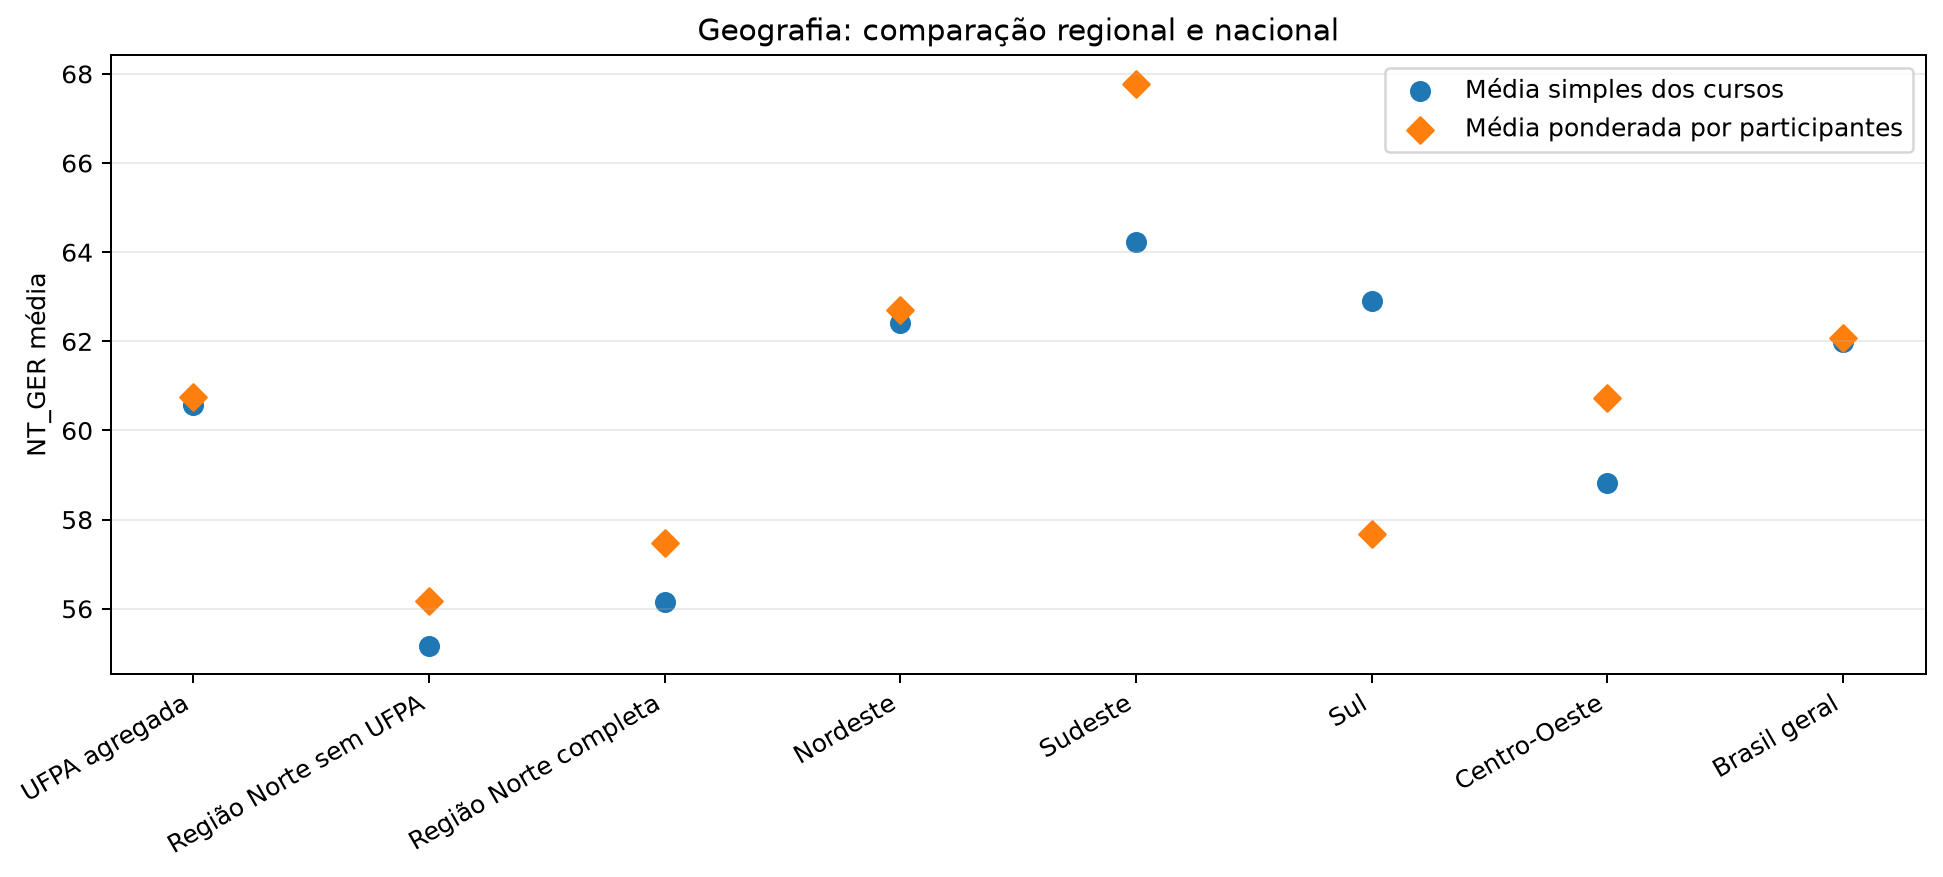 Geografia: comparação regional e nacional
Média simples dos cursos
Média ponderada por participantes
NT_GER média
68
66
64
62
60
58
56
UFPA agregada
Região Norte sem UFPA
Região Norte completa
Nordeste
Sudeste
Sul
Centro-Oeste
Brasil geral